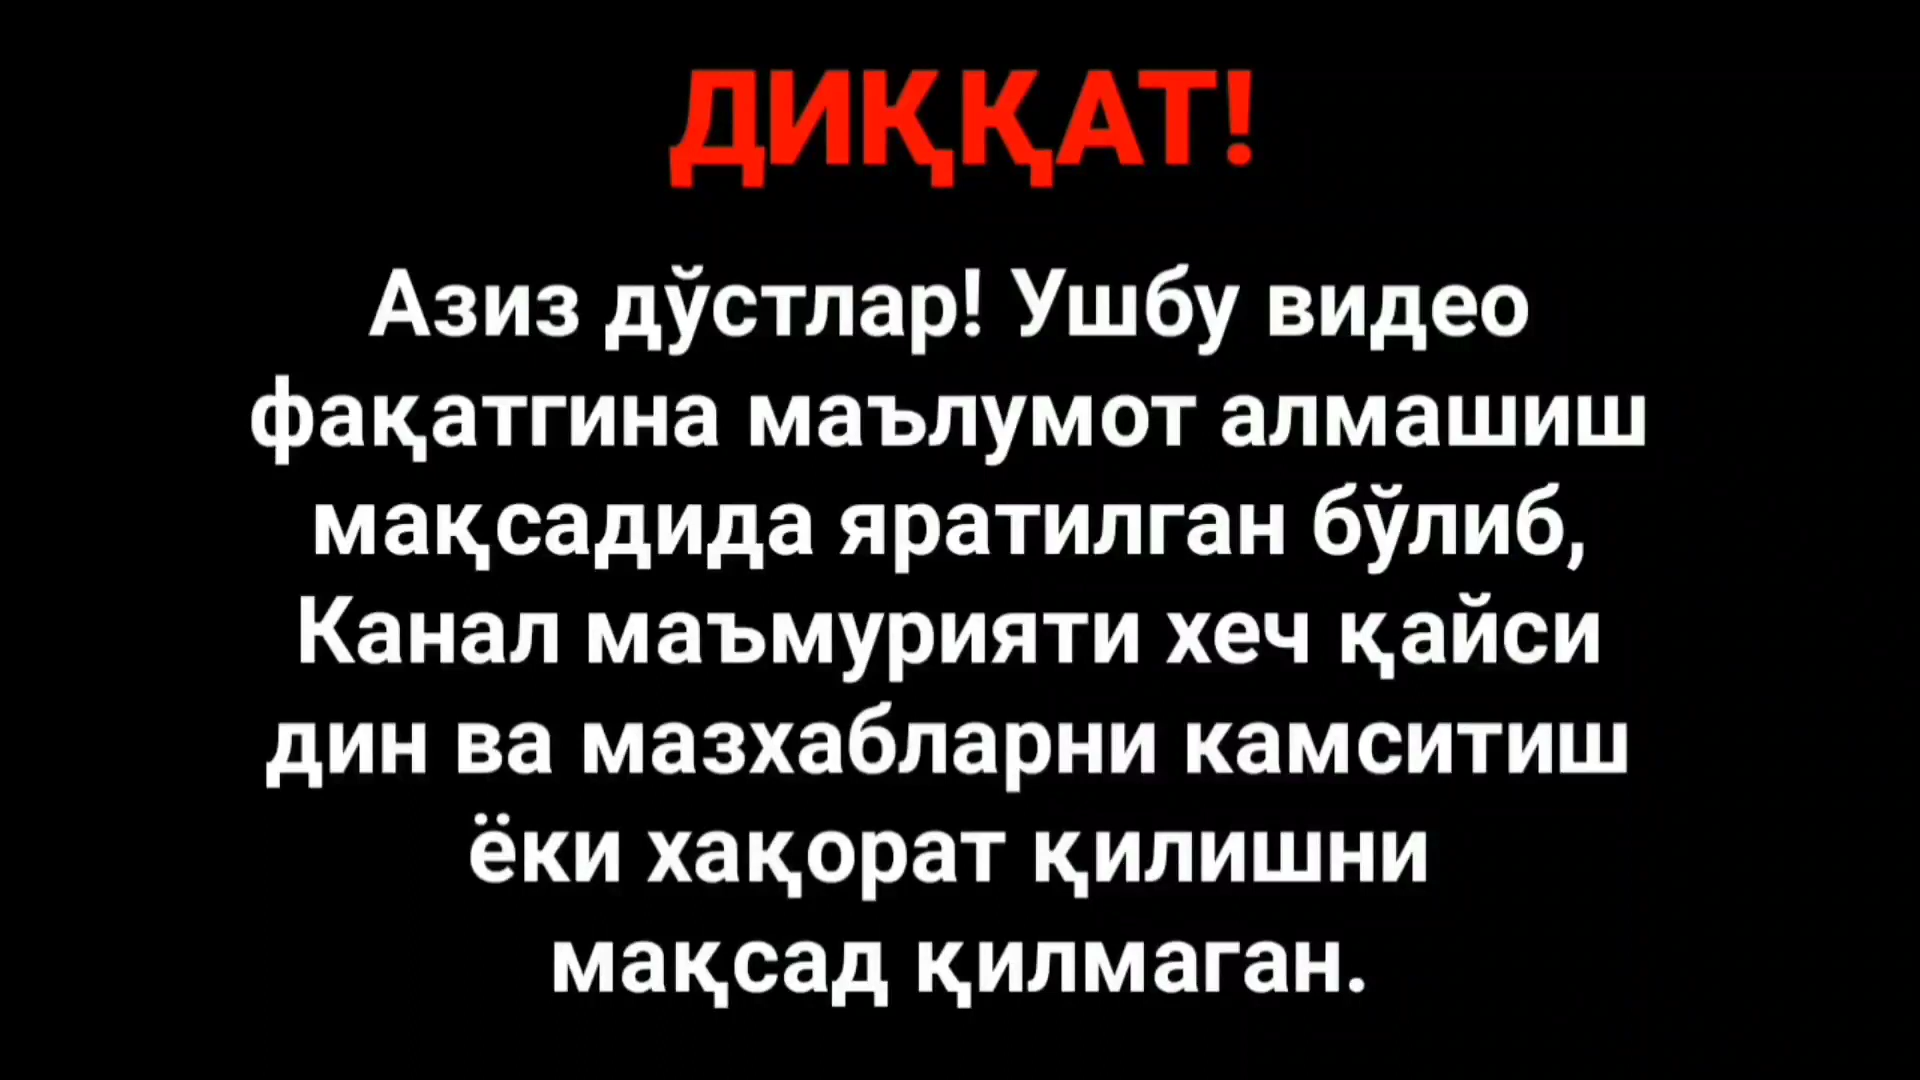 ДИҚҚАТ!
Азиз дўстлар! Ушбу видео
фақатгина маълумот алмашиш
мақсадида яратилган бўлиб,
Канал маъмурияти хеч қайси
дин ва мазхабларни камситиш
ёки хақорат қилишни
мақсад қилмаган.